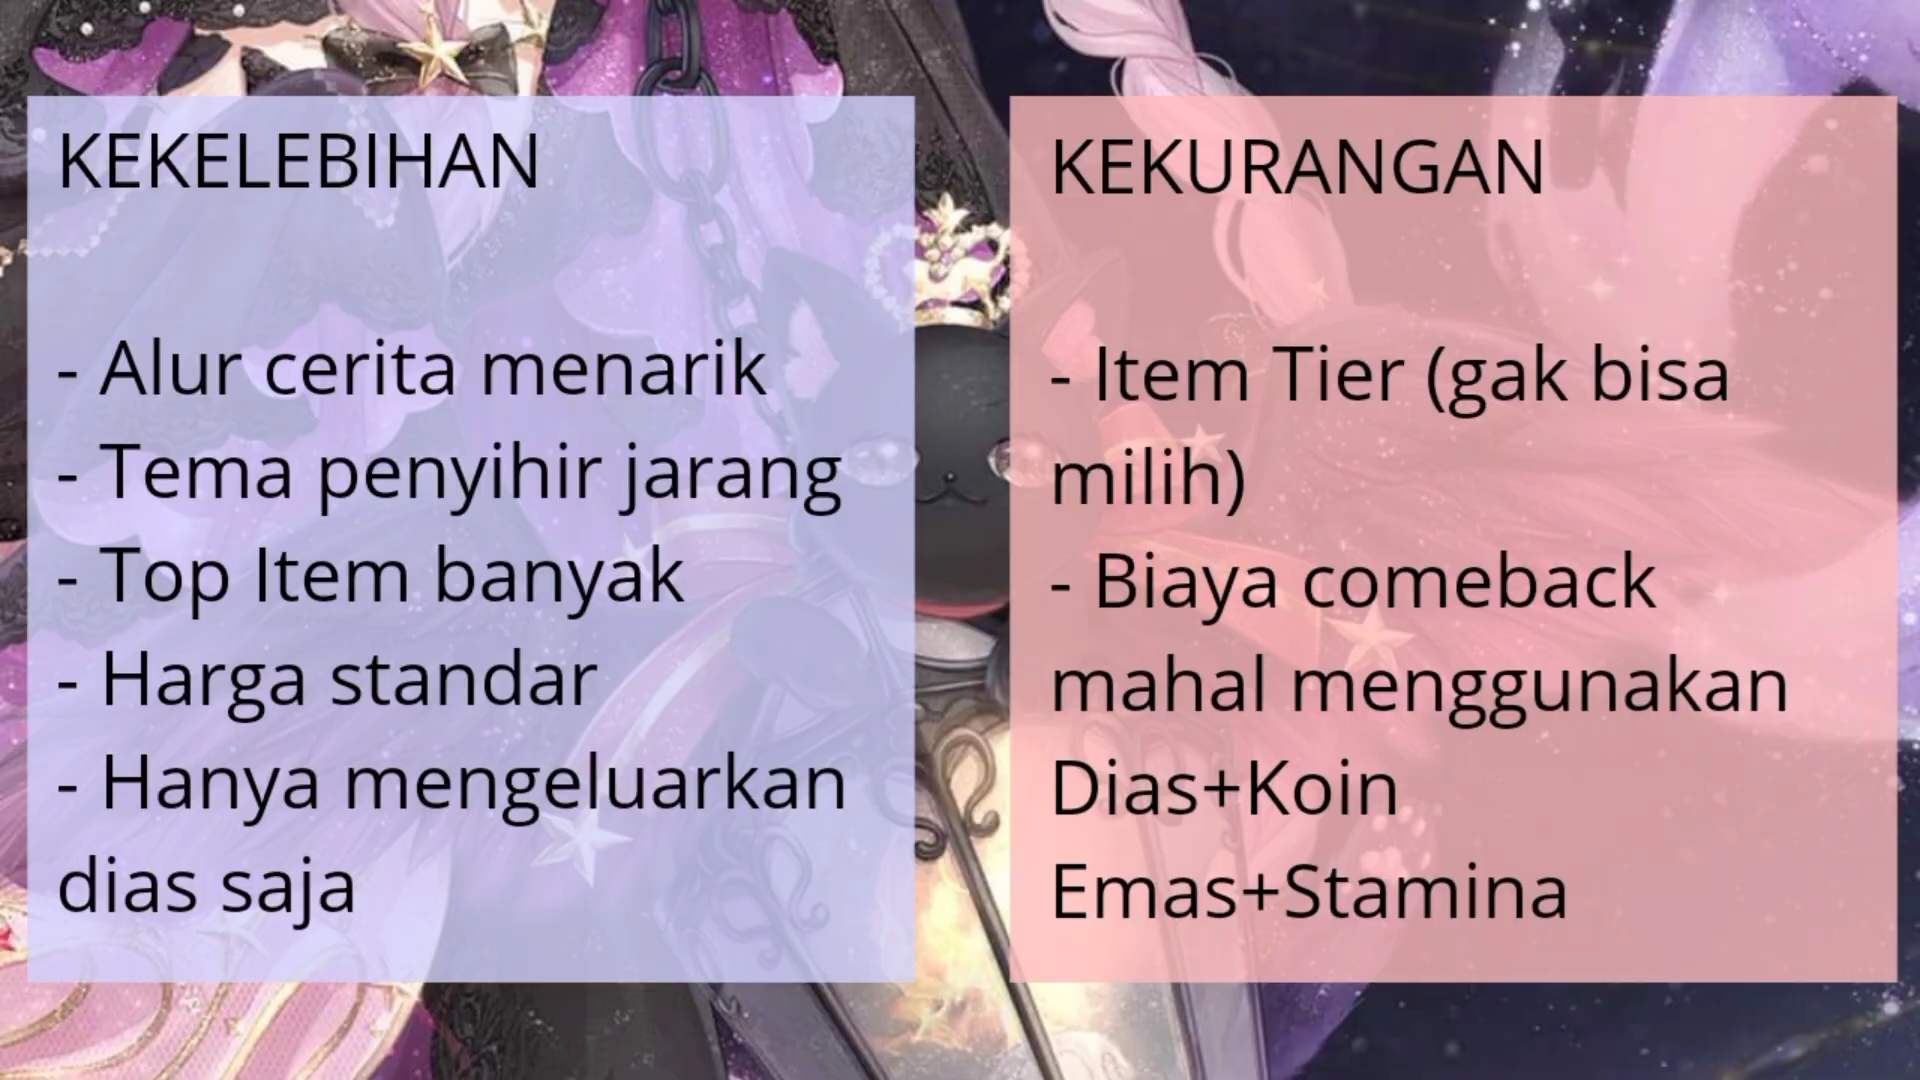 KEKELEBIHAN
- Alur cerita menarik
- Tema penyihir jarang
- Top Item banyak
- Harga standar
- Hanya mengeluarkan
dias saja
KEKURANGAN
- Item Tier (gak bisa
milih)
- Biaya comeback
mahal menggunakan
Dias+Koin
Emas+Stamina